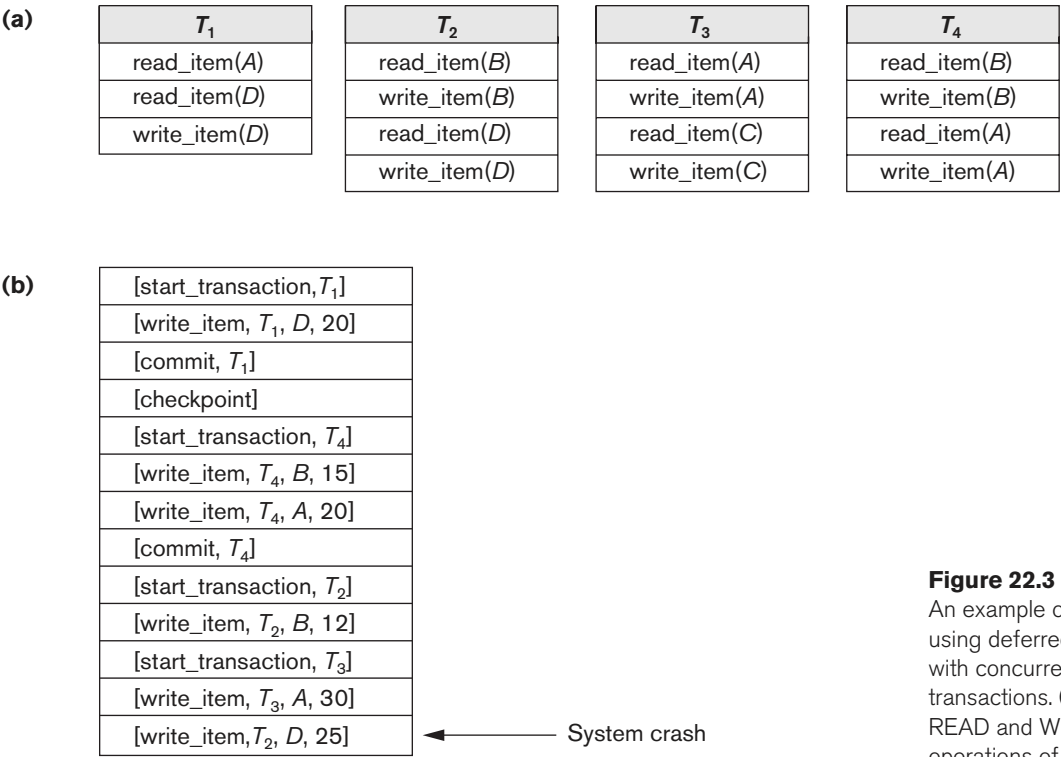 (a)
T1 T2 T3 T4
read_item(A) read_item(B) read_item(A) read_item(B)
read_item(D) write_item(B) write_item(A) write_item(B)
write_item(D) read_item(D) read_item(C) read_item(A)
write_item(D) write_item(C) write_item(A)
(b)
[start_transaction,T1]
[write_item, T1, D, 20]
[commit, T1]
[checkpoint]
[start_transaction, T4]
[write_item, T4, B, 15]
[write_item, T4, A, 20]
[commit, T4]
[start_transaction, T2]
[write_item, T2, B, 12]
[start_transaction, T3]
[write_item, T3, A, 30]
[write_item,T2, D, 25] System crash
Figure 22.3
An example
using deferre
with concurre
transactions.
READ and W
operations of